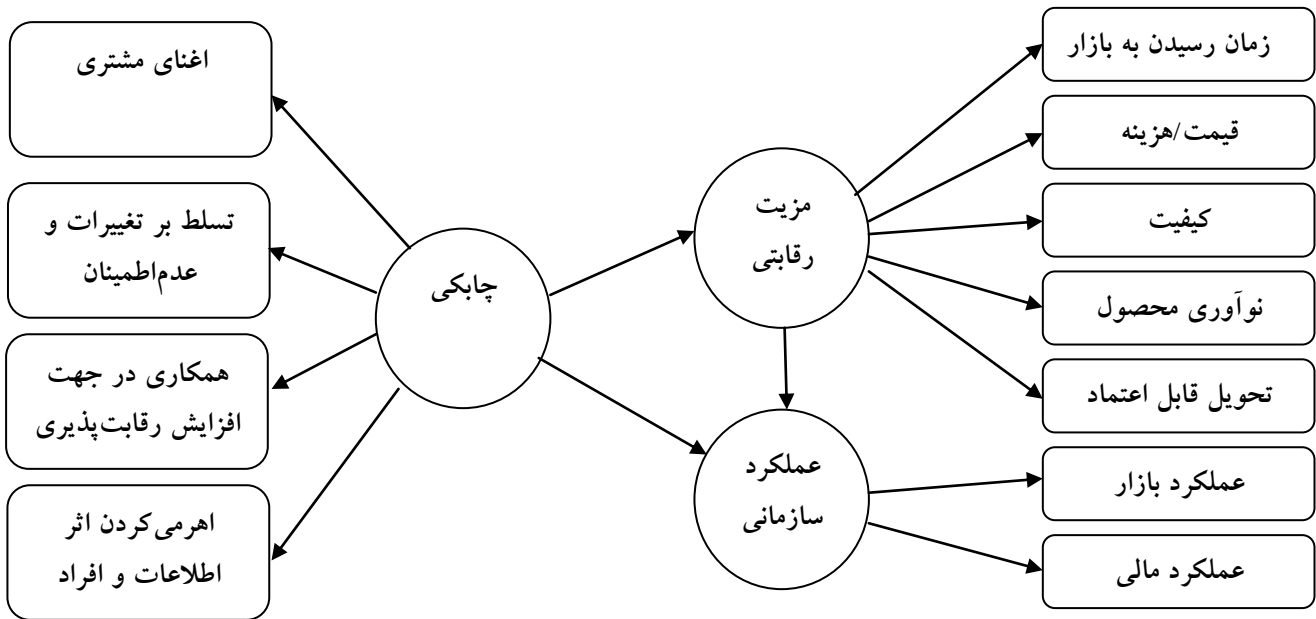 زمان رسیدن به بازار
قیمت/هزینه
کیفیت
نوآوری محصول
تحویل قابل اعتماد
عملکرد بازار
عملکرد مالی
مزیت
رقابتی
عملکرد
سازمانی
چابکی
اغنای مشتری
تسلط بر تغییرات و
عدم‌اطمینان
همکاری در جهت
افزایش رقابت‌پذیری
اهرمی‌کردن اثر
اطلاعات و افراد